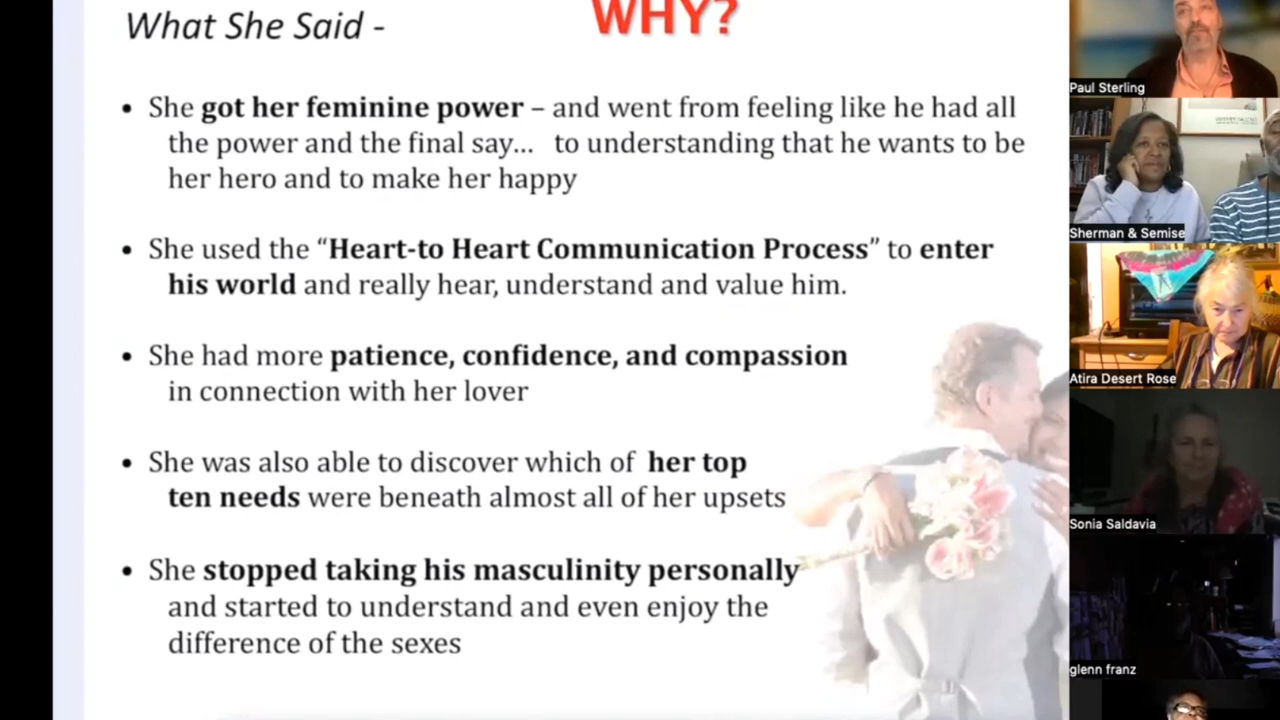 What She Said -
WHY?
• She got her feminine power – and went from feeling like he had all
the power and the final say... to understanding that he wants to be
her hero and to make her happy
• She used the “Heart-to Heart Communication Process” to enter
his world and really hear, understand and value him.
• She had more patience, confidence, and compassion
in connection with her lover
• She was also able to discover which of her top
ten needs were beneath almost all of her upsets
• She stopped taking his masculinity personally
and started to understand and even enjoy the
difference of the sexes
Paul Sterling
Sherman & Semise
Atira Desert Rose
Sonia Saldavia
glenn franz